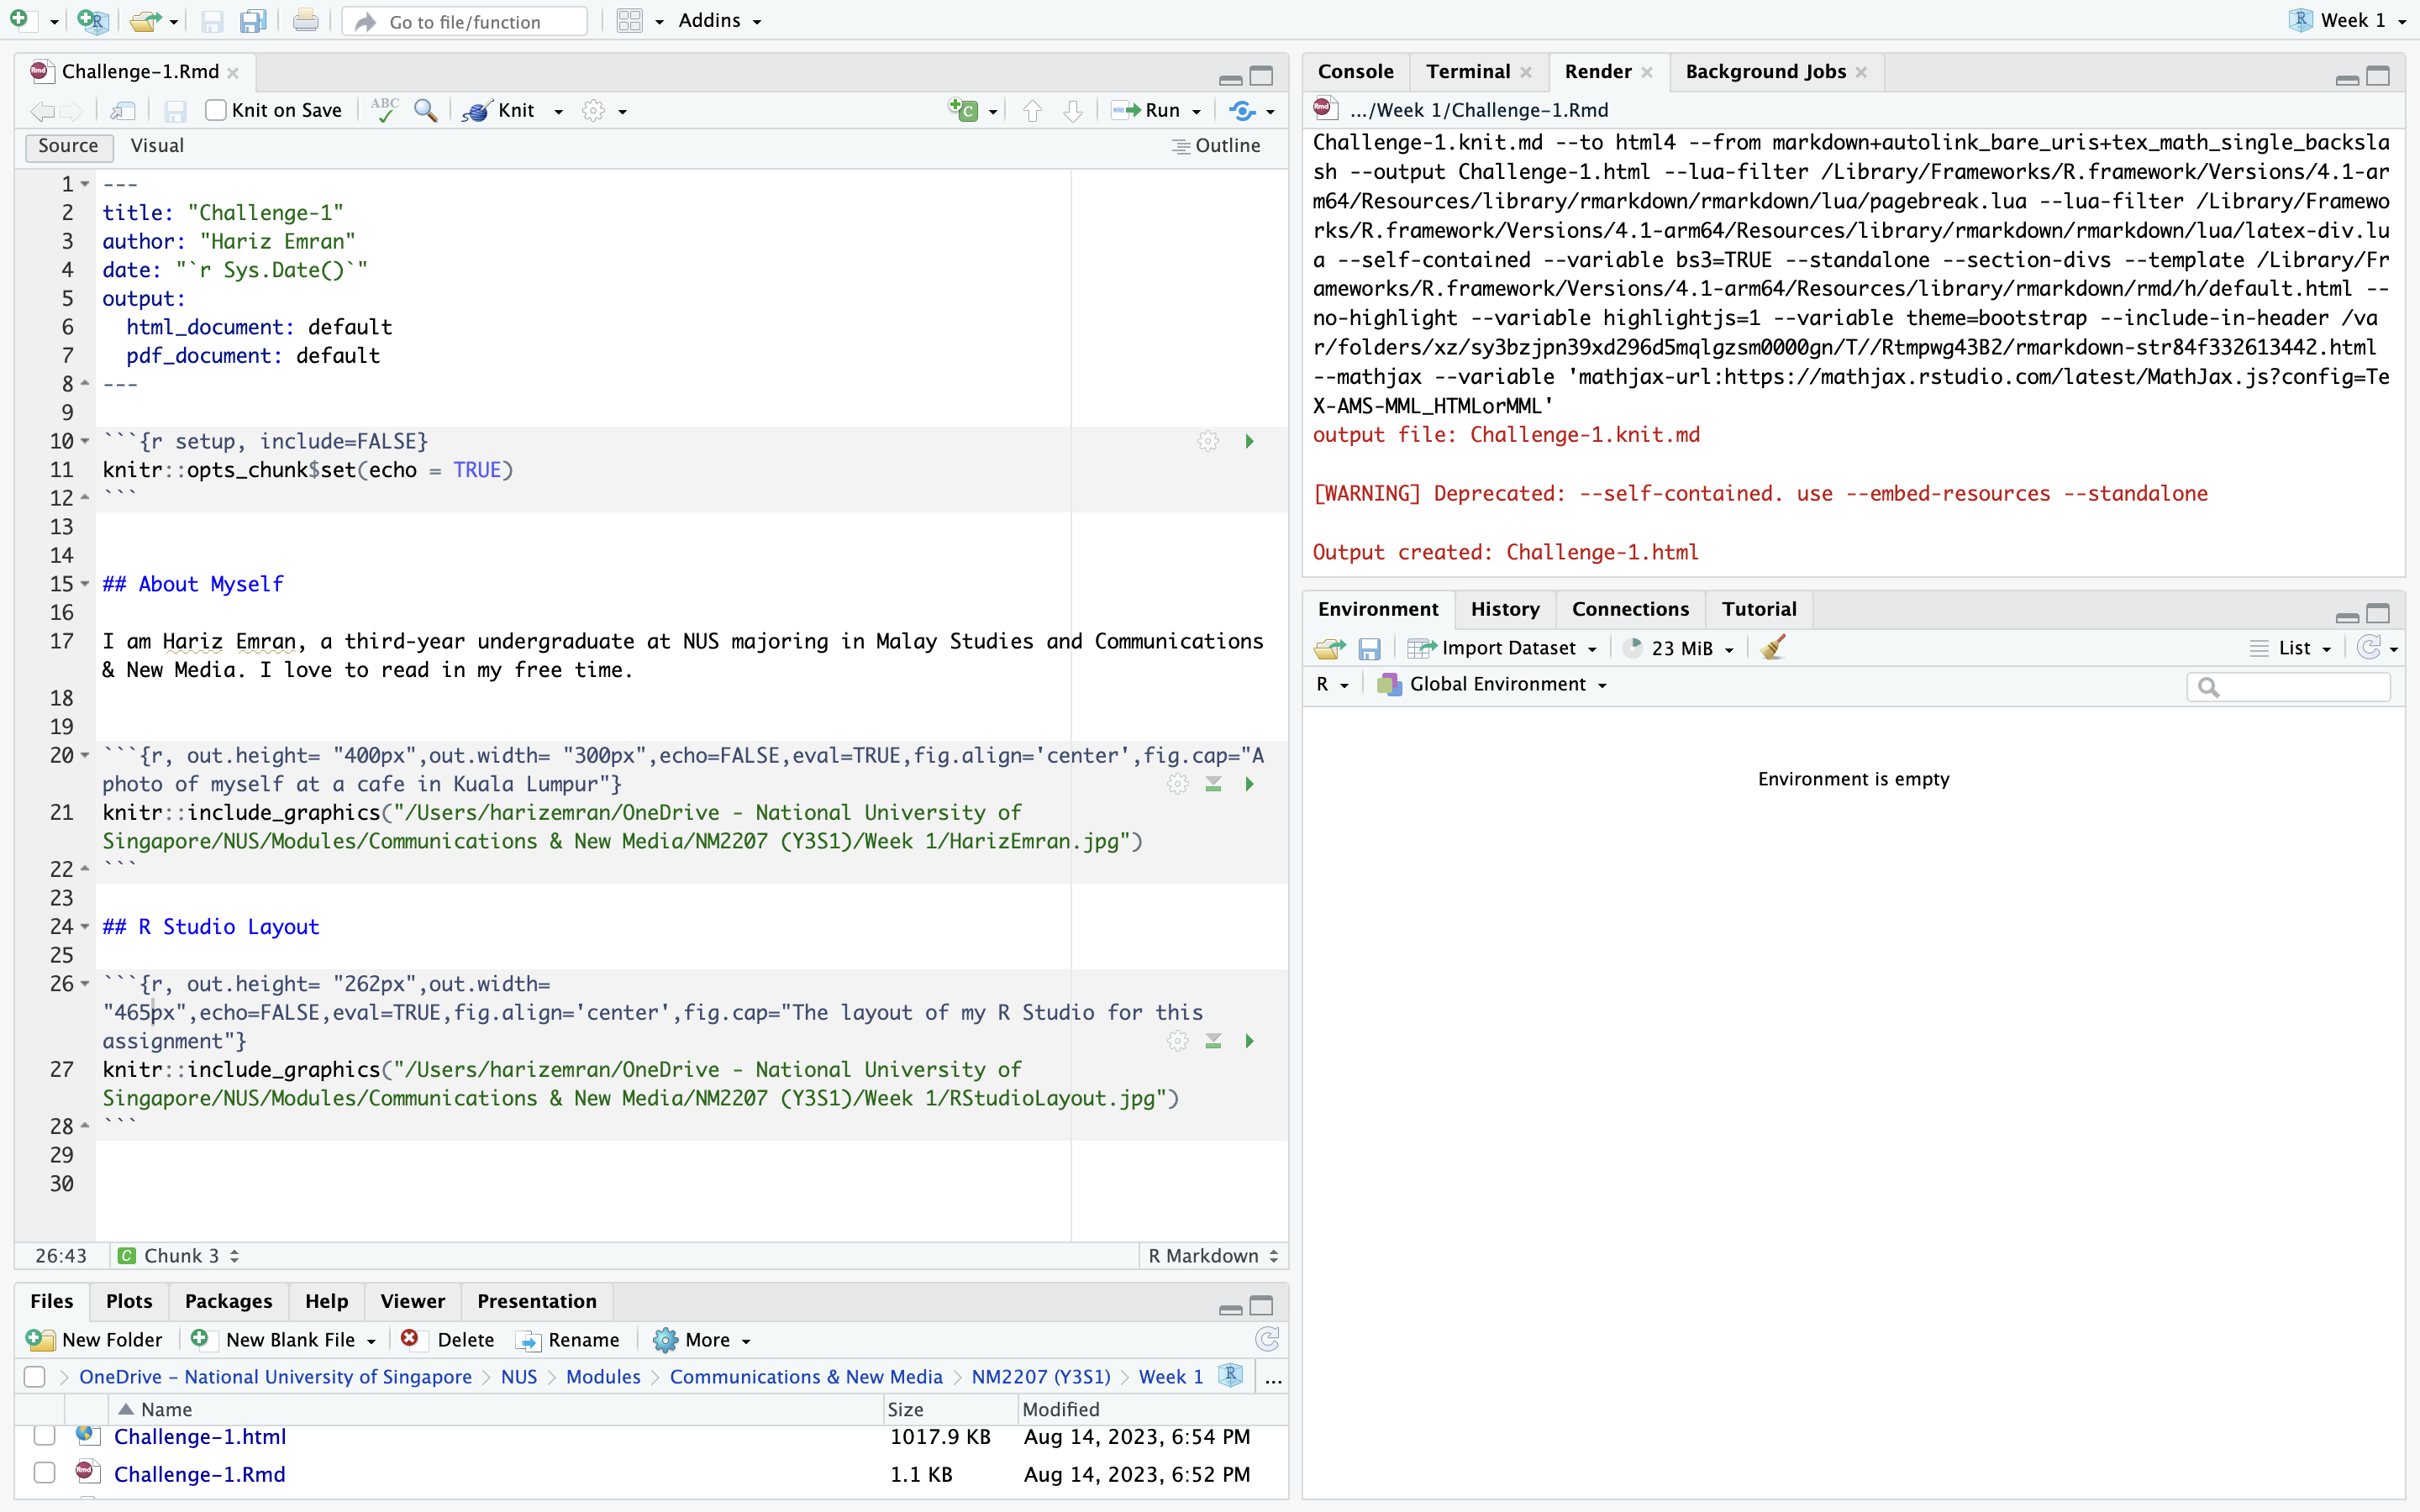 Go to file/function
Addins
Week 1
Challenge-1.Rmd
Knit on Save
ABC
Knit
Run
Source
Visual
Outline
1 ---
2 title: "Challenge-1"
3 author: "Hariz Emran"
4 date: "`r Sys.Date()`"
5 output:
6   html_document: default
7   pdf_document: default
8 ---
9
10 ```{r setup, include=FALSE}
11 knitr::opts_chunk$set(echo = TRUE)
12 ```
13
14
15 ## About Myself
16
17 I am Hariz Emran, a third-year undergraduate at NUS majoring in Malay Studies and Communications
& New Media. I love to read in my free time.
18
19
20 ```{r, out.height= "400px",out.width= "300px",echo=FALSE,eval=TRUE,fig.align='center',fig.cap="A
photo of myself at a cafe in Kuala Lumpur"}
21 knitr::include_graphics("/Users/harizemran/OneDrive - National University of
Singapore/NUS/Modules/Communications & New Media/NM2207 (Y3S1)/Week 1/HarizEmran.jpg")
22 ```
23
24 ## R Studio Layout
25
26 ```{r, out.height= "262px",out.width=
"465px",echo=FALSE,eval=TRUE,fig.align='center',fig.cap="The layout of my R Studio for this
assignment"}
27 knitr::include_graphics("/Users/harizemran/OneDrive - National University of
Singapore/NUS/Modules/Communications & New Media/NM2207 (Y3S1)/Week 1/RStudioLayout.jpg")
28 ```
29
30
26:43
C Chunk 3
R Markdown
Files
Plots
Packages
Help
Viewer
Presentation
New Folder
New Blank File
Delete
Rename
More
OneDrive - National University of Singapore
NUS
Modules
Communications & New Media
NM2207 (Y3S1)
Week 1
R
...
Name
Size
Modified
Challenge-1.html
1017.9 KB
Aug 14, 2023, 6:54 PM
Challenge-1.Rmd
1.1 KB
Aug 14, 2023, 6:52 PM
Console
Terminal
Render
Background Jobs
.../Week 1/Challenge-1.Rmd
Challenge-1.knit.md --to html4 --from markdown+autolink_bare_uris+tex_math_single_backsla
sh --output Challenge-1.html --lua-filter /Library/Frameworks/R.framework/Versions/4.1-ar
m64/Resources/library/rmarkdown/rmarkdown/lua/pagebreak.lua --lua-filter /Library/Framewo
rks/R.framework/Versions/4.1-arm64/Resources/library/rmarkdown/rmarkdown/lua/latex-div.lu
a --self-contained --variable bs3=TRUE --standalone --section-divs --template /Library/Fr
ameworks/R.framework/Versions/4.1-arm64/Resources/library/rmarkdown/rmd/h/default.html --
no-highlight --variable highlightjs=1 --variable theme=bootstrap --include-in-header /va
r/folders/xz/sy3bzjpn39xd296d5mqlgzsm0000gn/T//Rtmpwg43B2/rmarkdown-str84f332613442.html
--mathjax --variable 'mathjax-url:https://mathjax.rstudio.com/latest/MathJax.js?config=Te
X-AMS-MML_HTMLorMML'
output file: Challenge-1.knit.md
[WARNING] Deprecated: --self-contained. use --embed-resources --standalone
Output created: Challenge-1.html
Environment
History
Connections
Tutorial
Import Dataset
23 MiB
List
R
Global Environment
Environment is empty